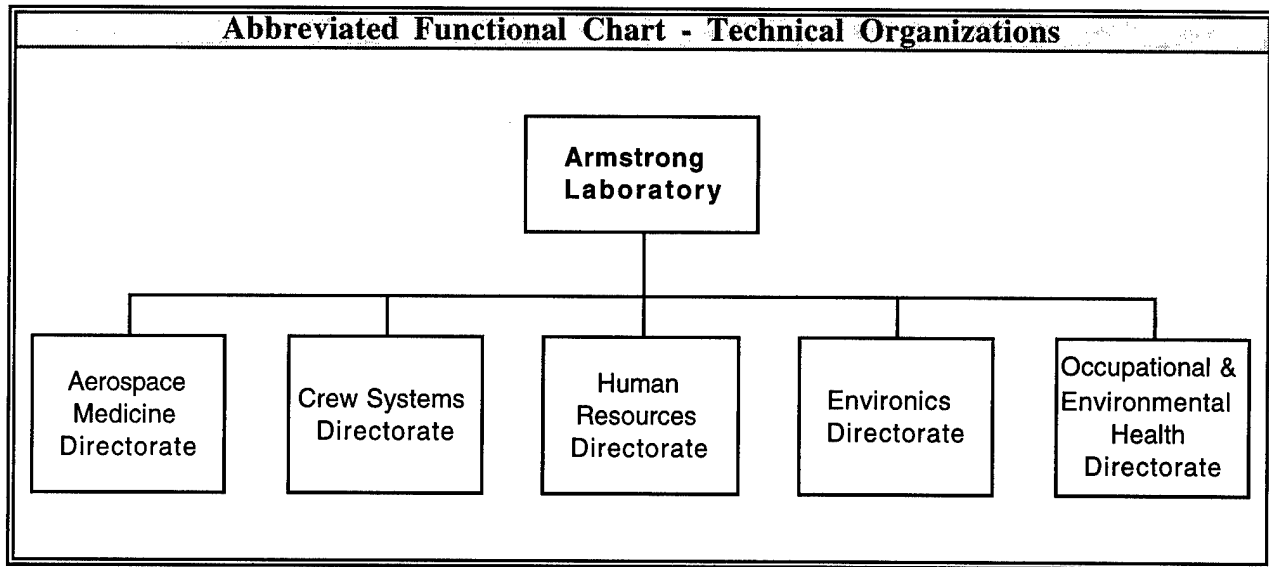 Abbreviated Functional Chart - Technical Organizations
Armstrong
Laboratory
Aerospace
Medicine
Directorate
Crew Systems
Directorate
Human
Resources
Directorate
Environics
Directorate
Occupational &
Environmental
Health
Directorate